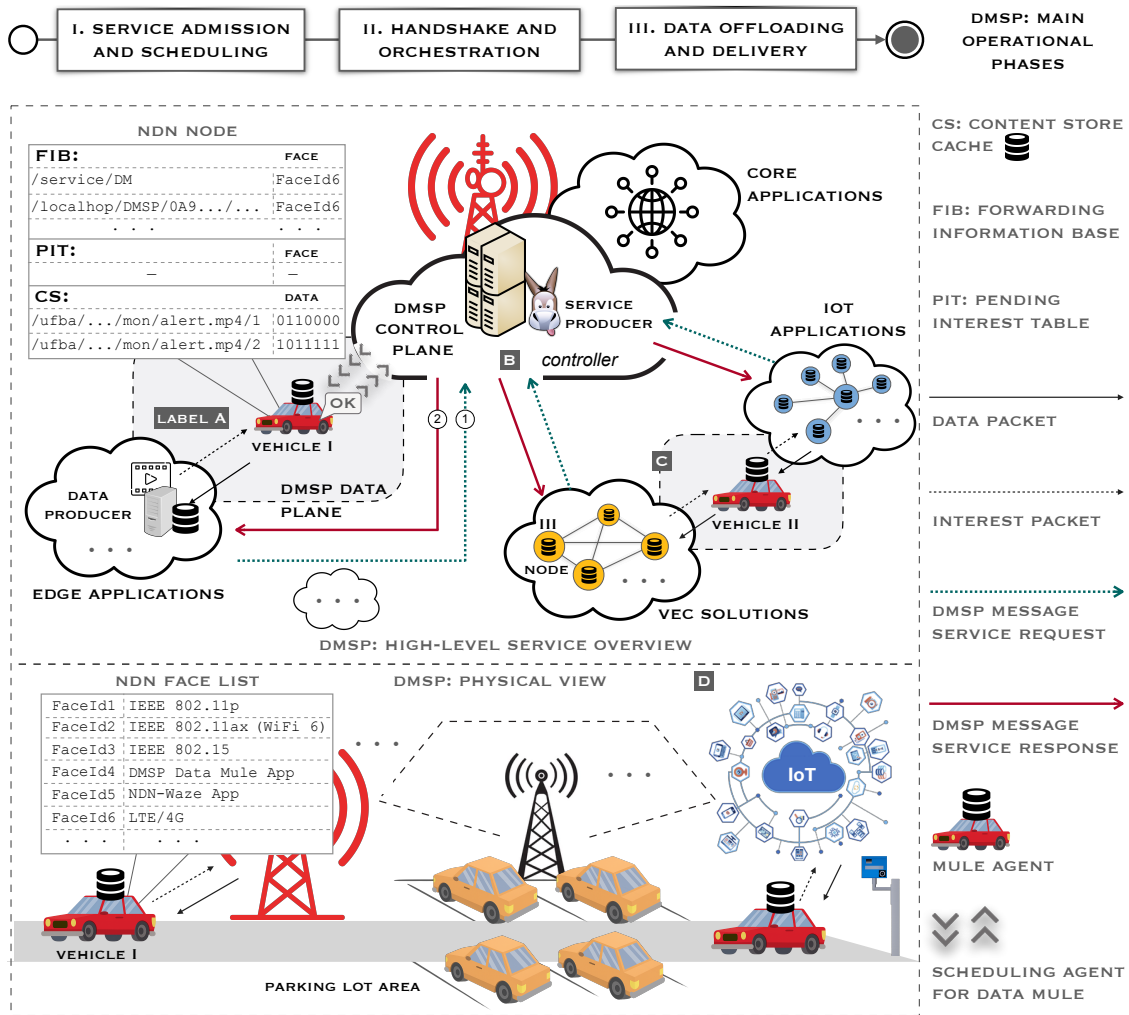 I. SERVICE ADMISSION
AND SCHEDULING
II. HANDSHAKE AND
ORCHESTRATION
III. DATA OFFLOADING
AND DELIVERY
DMSP: MAIN
OPERATIONAL
PHASES
NDN NODE
FIB: FACE
/service/DM FaceId6
/localhop/DMSP/0A9.../... FaceId6
. . . . . .
PIT: FACE
– –
CS: DATA
/ufba/.../mon/alert.mp4/1 0110000
/ufba/.../mon/alert.mp4/2 1011111
CORE
APPLICATIONS
DMSP
CONTROL
PLANE
SERVICE
PRODUCER
B
controller
IOT
APPLICATIONS
. . .
OK
LABEL A
VEHICLE I
2
1
DATA
PRODUCER
. . .
DMSP DATA
PLANE
EDGE APPLICATIONS
. . .
C
VEHICLE II
III
NODE
. . .
VEC SOLUTIONS
DMSP: HIGH-LEVEL SERVICE OVERVIEW
CS: CONTENT STORE
CACHE
FIB: FORWARDING
INFORMATION BASE
PIT: PENDING
INTEREST TABLE
DATA PACKET
INTEREST PACKET
DMSP MESSAGE
SERVICE REQUEST
DMSP MESSAGE
SERVICE RESPONSE
MULE AGENT
SCHEDULING AGENT
FOR DATA MULE
NDN FACE LIST
FaceId1 IEEE 802.11p
FaceId2 IEEE 802.11ax (WiFi 6)
FaceId3 IEEE 802.15
FaceId4 DMSP Data Mule App
FaceId5 NDN-Waze App
FaceId6 LTE/4G
. . . . . .
DMSP: PHYSICAL VIEW
D
. . .
. . .
IoT
VEHICLE I
PARKING LOT AREA